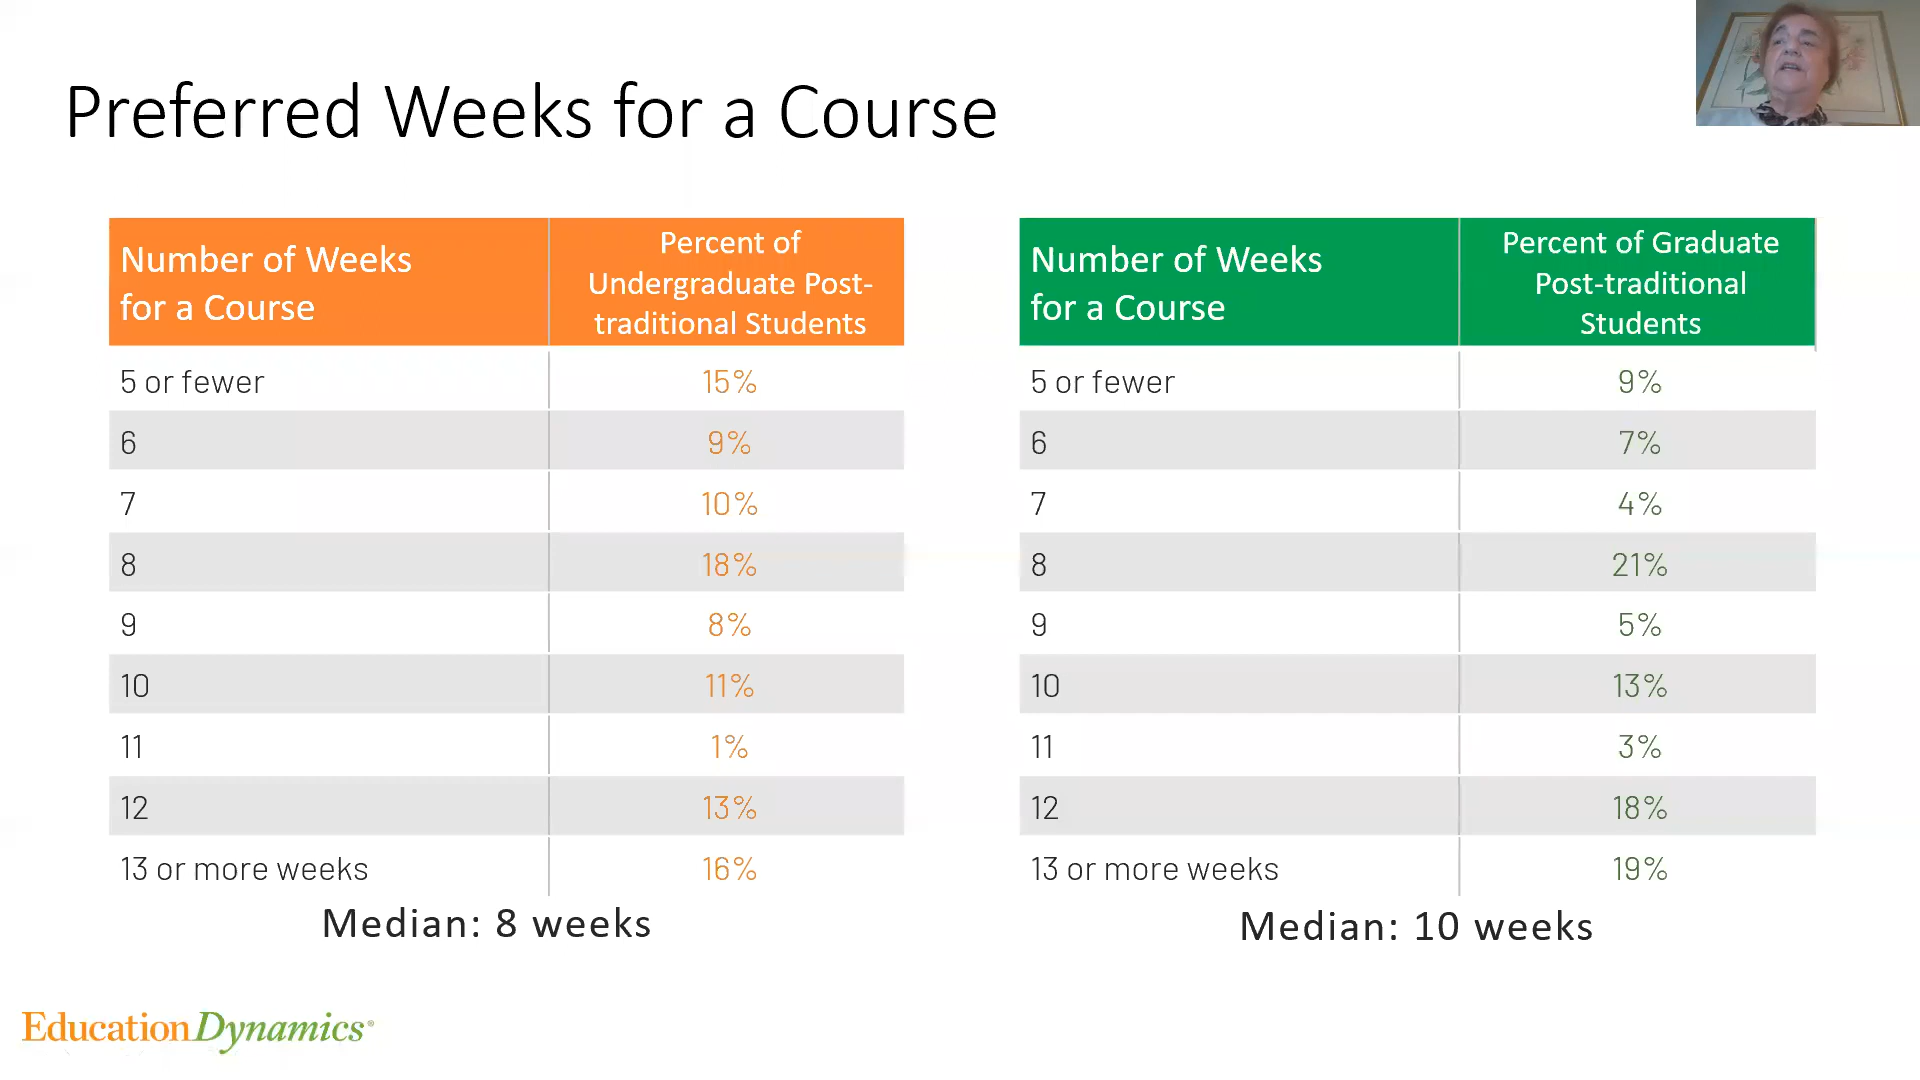 Preferred Weeks for a Course
Number of Weeks
for a Course
Percent of
Undergraduate Post-
traditional Students
5 or fewer 15%
6 9%
7 10%
8 18%
9 8%
10 11%
11 1%
12 13%
13 or more weeks 16%
Median: 8 weeks
Number of Weeks
for a Course
Percent of Graduate
Post-traditional
Students
5 or fewer 9%
6 7%
7 4%
8 21%
9 5%
10 13%
11 3%
12 18%
13 or more weeks 19%
Median: 10 weeks
EducationDynamics®